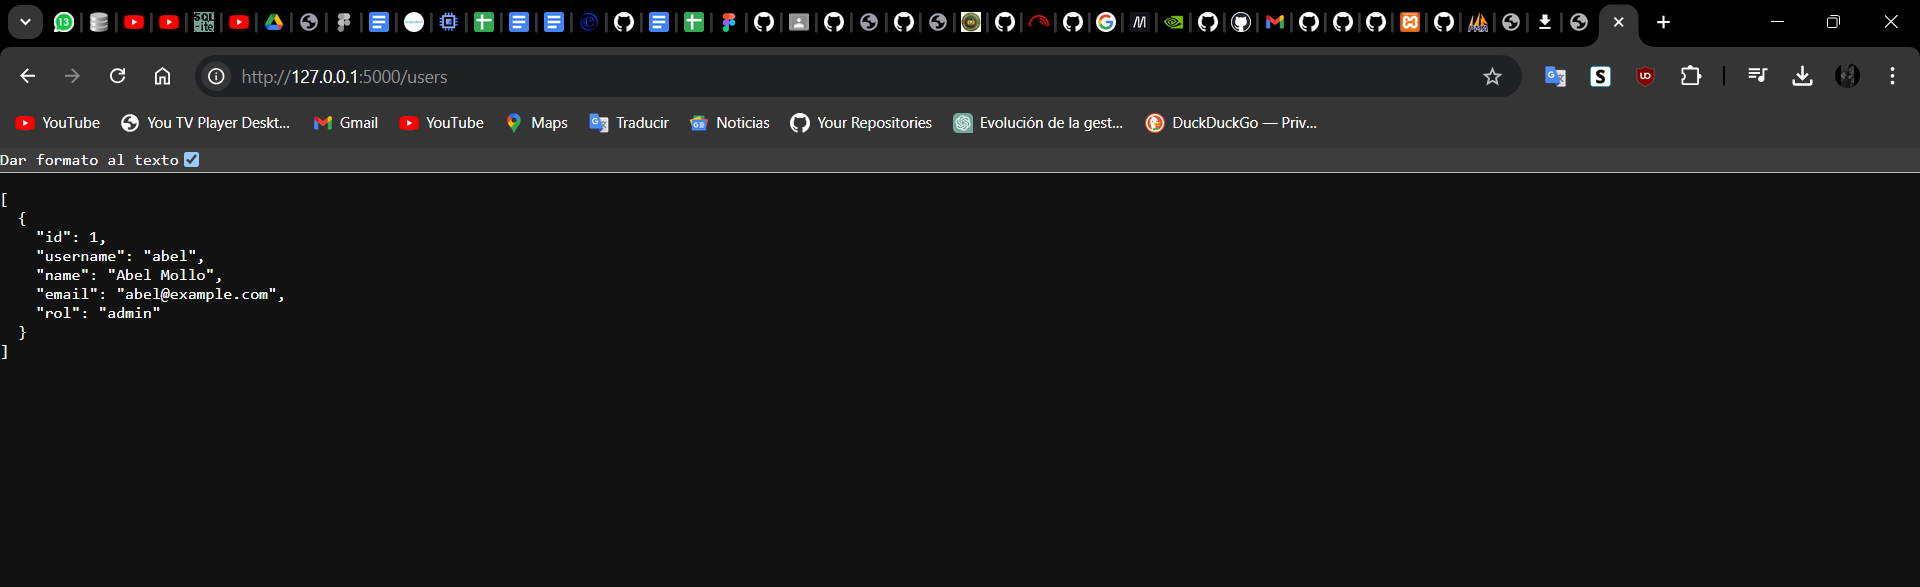 13
http://127.0.0.1:5000/users
YouTube
You TV Player Deskt...
Gmail
YouTube
Maps
Traducir
Noticias
Your Repositories
Evolución de la gest...
DuckDuckGo — Priv...
Dar formato al texto
[
{
"id": 1,
"username": "abel",
"name": "Abel Mollo",
"email": "abel@example.com",
"rol": "admin"
}
]